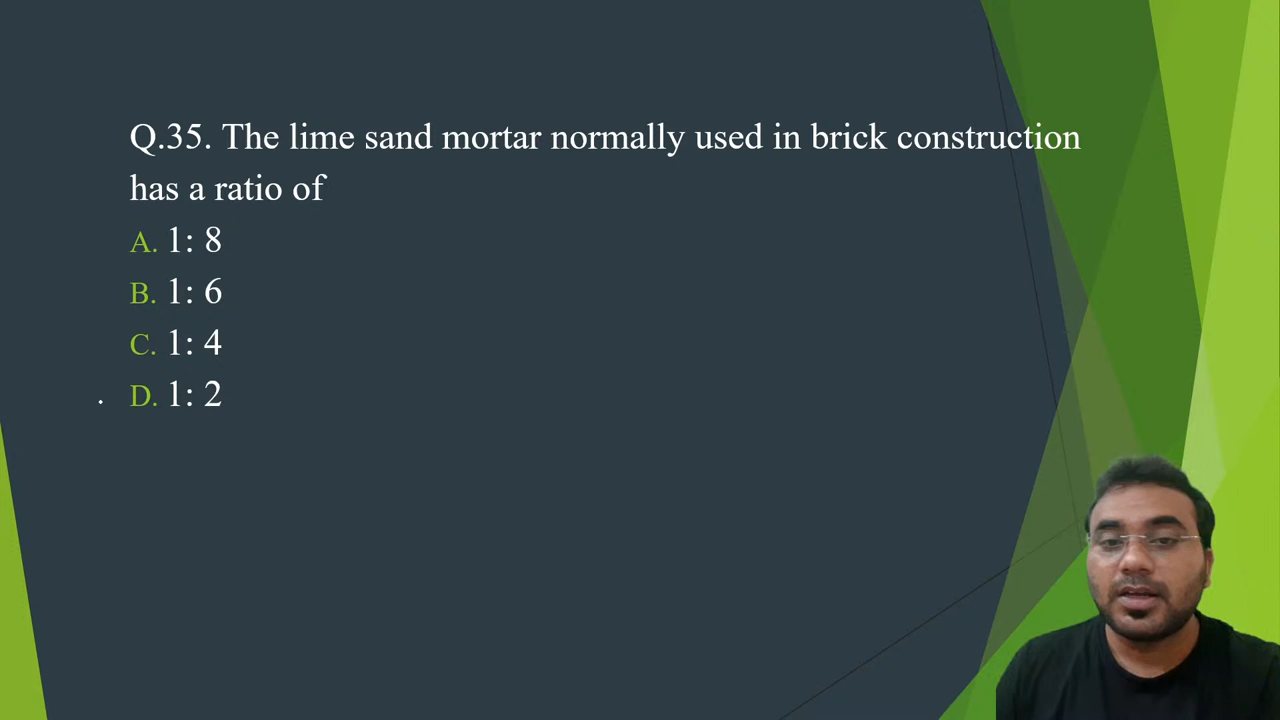 Q.35. The lime sand mortar normally used in brick construction
has a ratio of
A. 1: 8
B. 1: 6
C. 1: 4
D. 1: 2